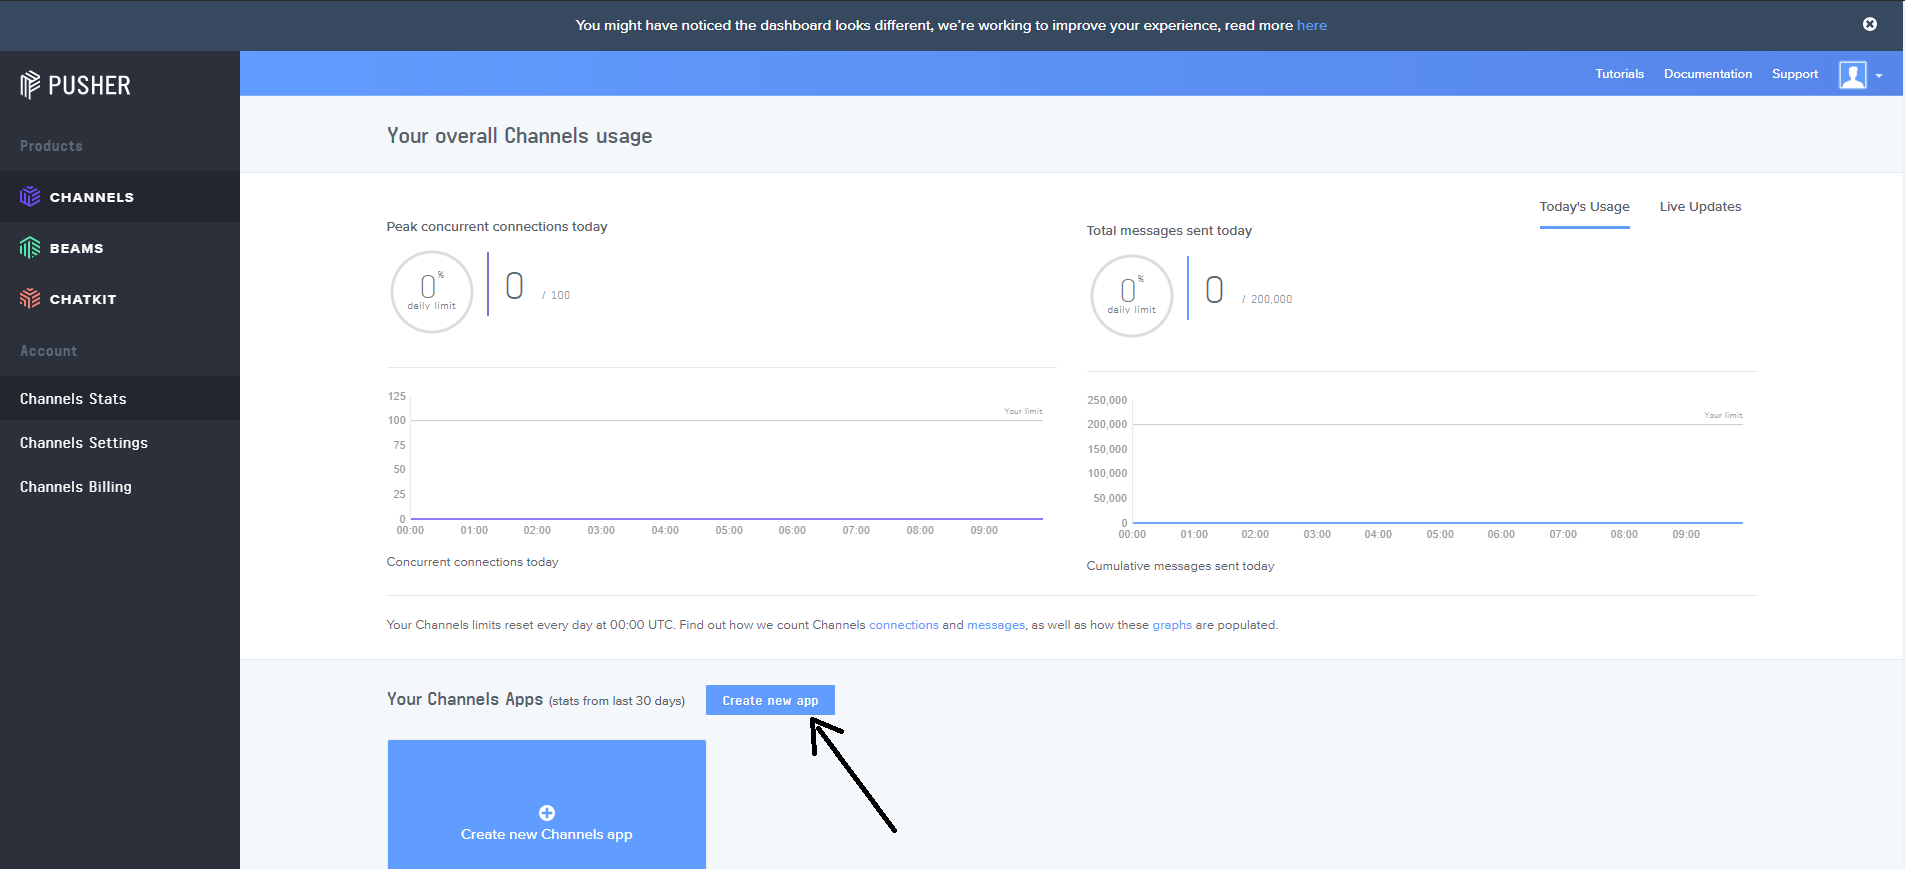 You might have noticed the dashboard looks different, we're working to improve your experience, read more here
PUSHER
Tutorials Documentation Support
Products
CHANNELS
BEAMS
CHATKIT
Account
Channels Stats
Channels Settings
Channels Billing
Your overall Channels usage
Today's Usage Live Updates
Peak concurrent connections today
0%
daily limit
0 / 100
125
100
75
50
25
0
Your limit
00:00 01:00 02:00 03:00 04:00 05:00 06:00 07:00 08:00 09:00
Concurrent connections today
Total messages sent today
0%
daily limit
0 / 200,000
250,000
200,000
150,000
100,000
50,000
0
Your limit
00:00 01:00 02:00 03:00 04:00 05:00 06:00 07:00 08:00 09:00
Cumulative messages sent today
Your Channels limits reset every day at 00:00 UTC. Find out how we count Channels connections and messages, as well as how these graphs are populated.
Your Channels Apps (stats from last 30 days) Create new app
Create new Channels app